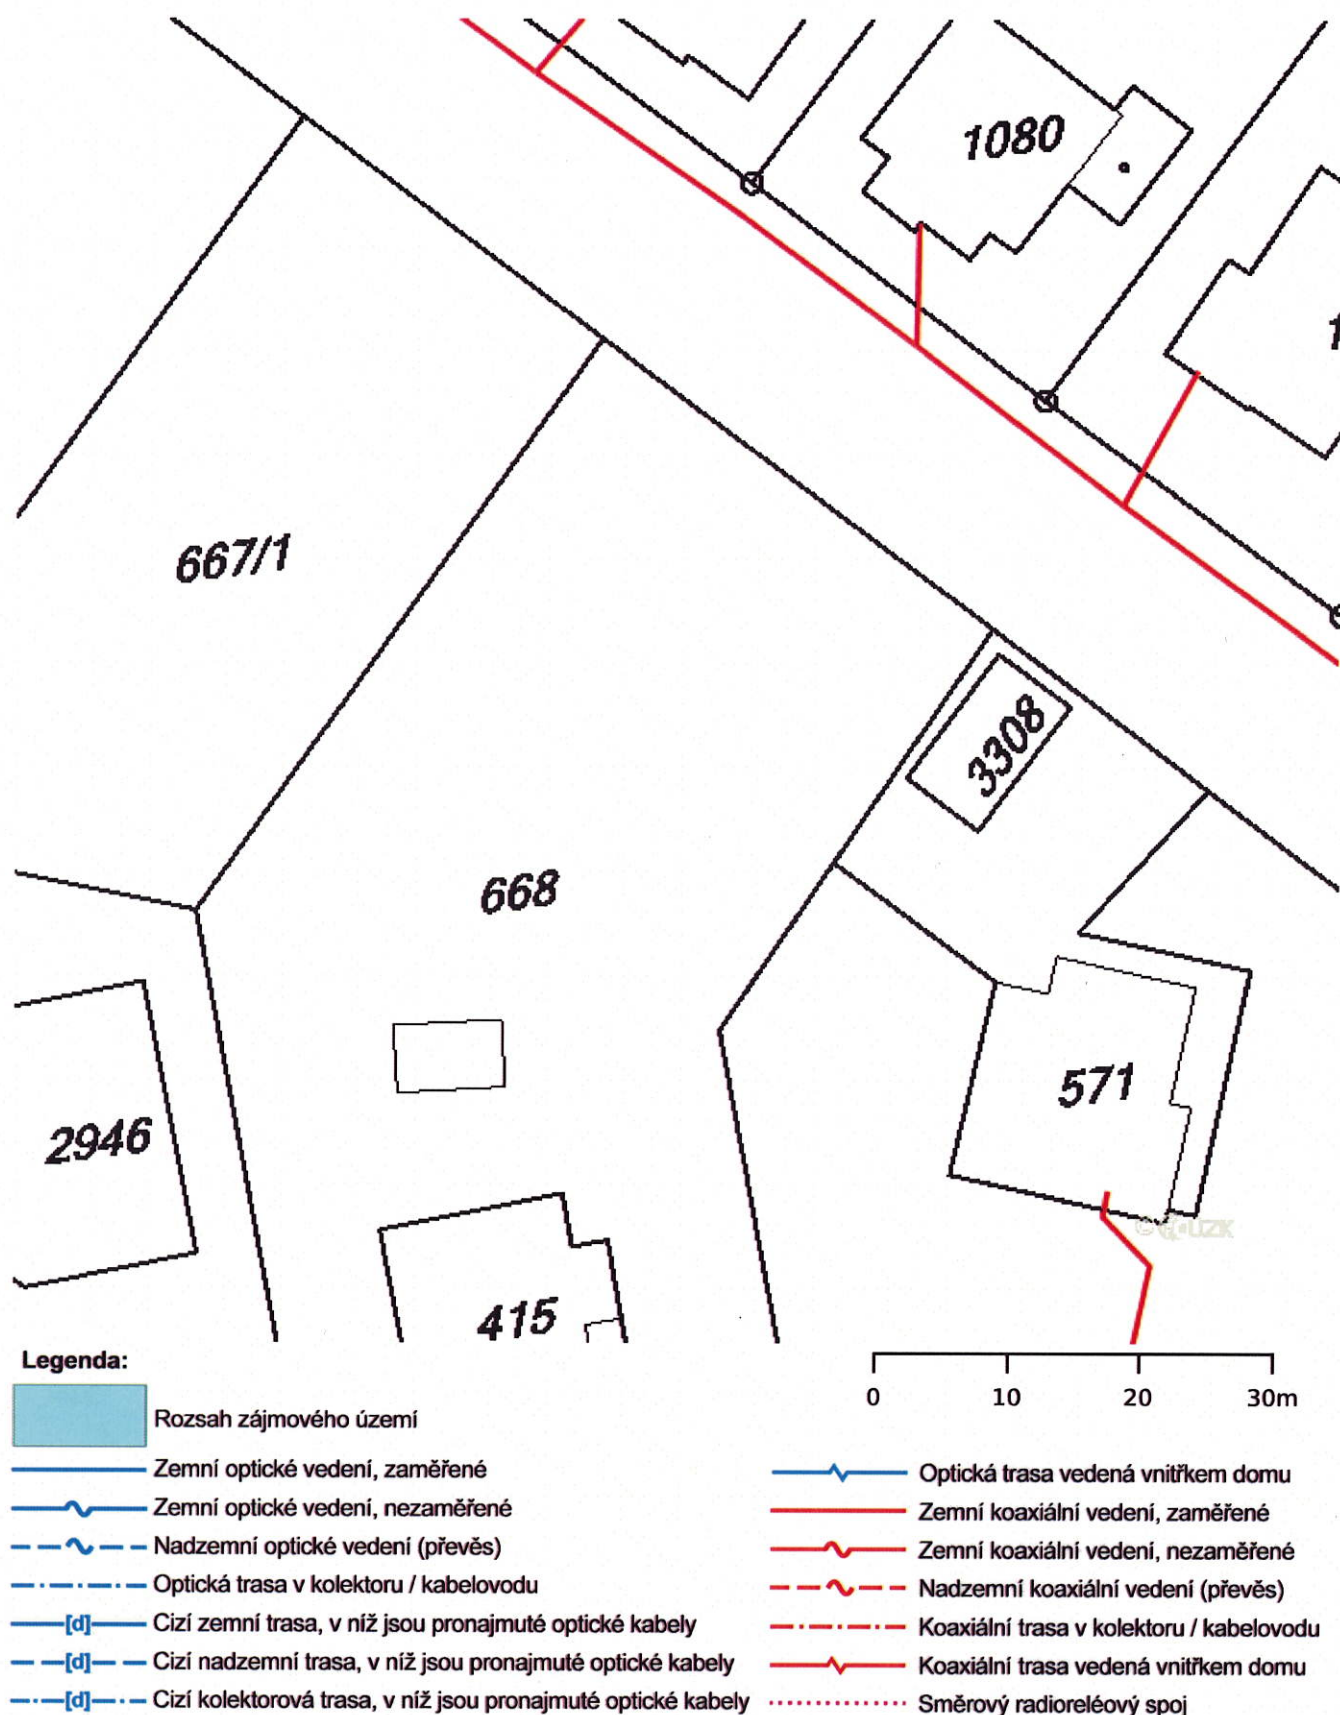 1080
1
667/1
3308
668
571
2946
415
Legenda:
0 10 20 30m
Rozsah zájmového území
Zemní optické vedení, zaměřené
Zemní optické vedení, nezaměřené
Nadzemní optické vedení (převěs)
Optická trasa v kolektoru / kabelovodu
[d] Cizí zemní trasa, v níž jsou pronajmuté optické kabely
[d] Cizí nadzemní trasa, v níž jsou pronajmuté optické kabely
[d] Cizí kolektorová trasa, v níž jsou pronajmuté optické kabely
Optická trasa vedená vnitřkem domu
Zemní koaxiální vedení, zaměřené
Zemní koaxiální vedení, nezaměřené
Nadzemní koaxiální vedení (převěs)
Koaxiální trasa v kolektoru / kabelovodu
Koaxiální trasa vedená vnitřkem domu
Směrový radioreléový spoj